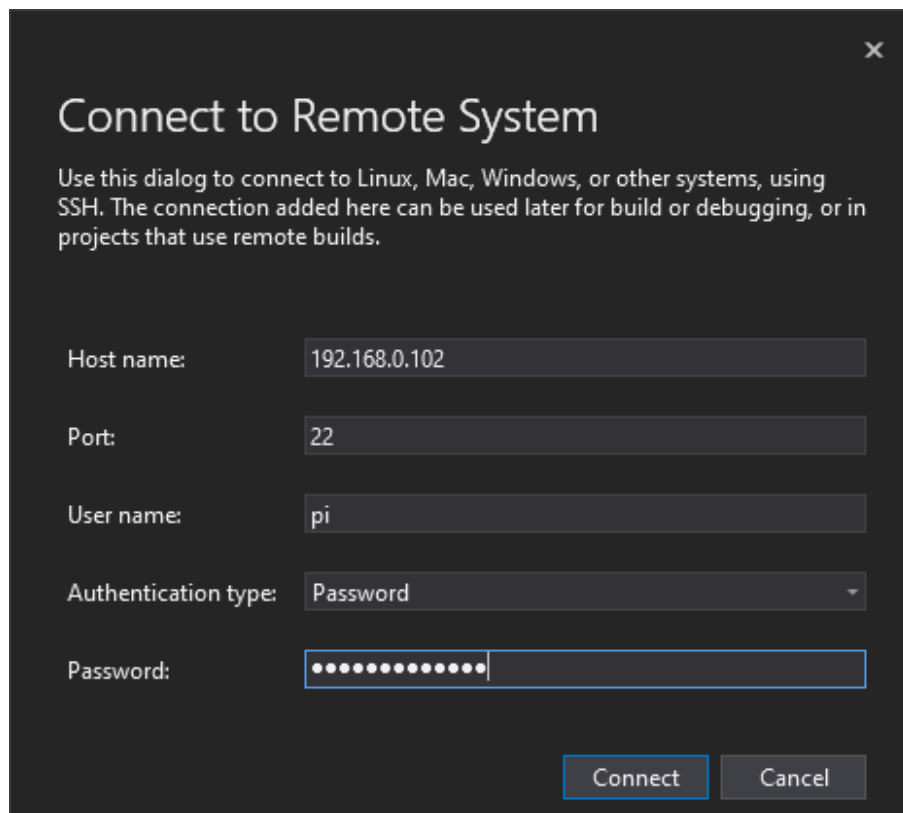 Connect to Remote System
Use this dialog to connect to Linux, Mac, Windows, or other systems, using
SSH. The connection added here can be used later for build or debugging, or in
projects that use remote builds.
Host name: 192.168.0.102
Port: 22
User name: pi
Authentication type: Password
Password: •••••••••••••
Connect Cancel